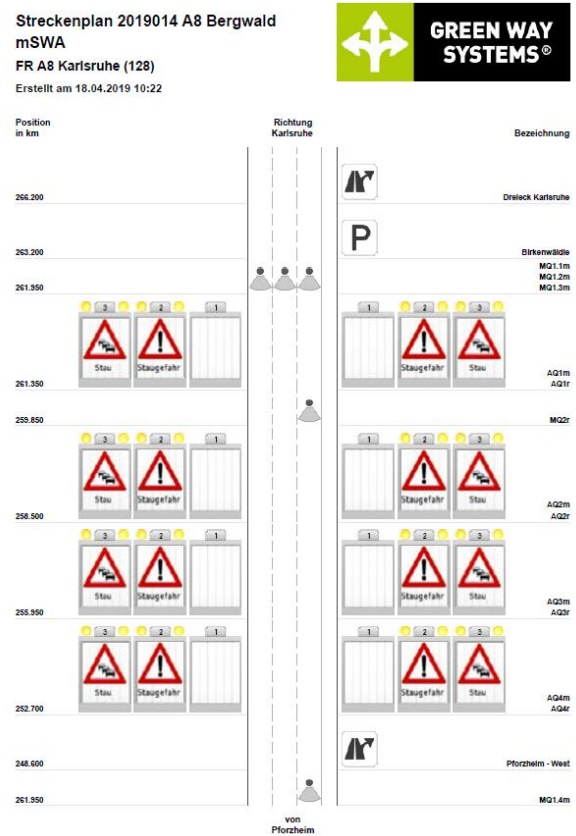 Streckenplan 2019014 A8 Bergwald
mSWA
FR A8 Karlsruhe (128)
Erstellt am 18.04.2019 10:22
GREEN WAY
SYSTEMS®
Position
in km
Richtung
Karlsruhe
Bezeichnung
266.200
Dreieck Karlsruhe
P
263.200
Birkenwäldle
MQ1.1m
MQ1.2m
261.950
MQ1.3m
3 2 1 1 2 3
Stau Staugefahr Staugefahr Stau
AQ1m
261.350
AQ1r
259.850
MQ2r
3 2 1 1 2 3
Stau Staugefahr Staugefahr Stau
AQ2m
258.500
AQ2r
3 2 1 1 2 3
Stau Staugefahr Staugefahr Stau
AQ3m
255.950
AQ3r
3 2 1 1 2 3
Stau Staugefahr Staugefahr Stau
AQ4m
252.700
AQ4r
248.600
Pforzheim - West
261.950
MQ1.4m
von
Pforzheim